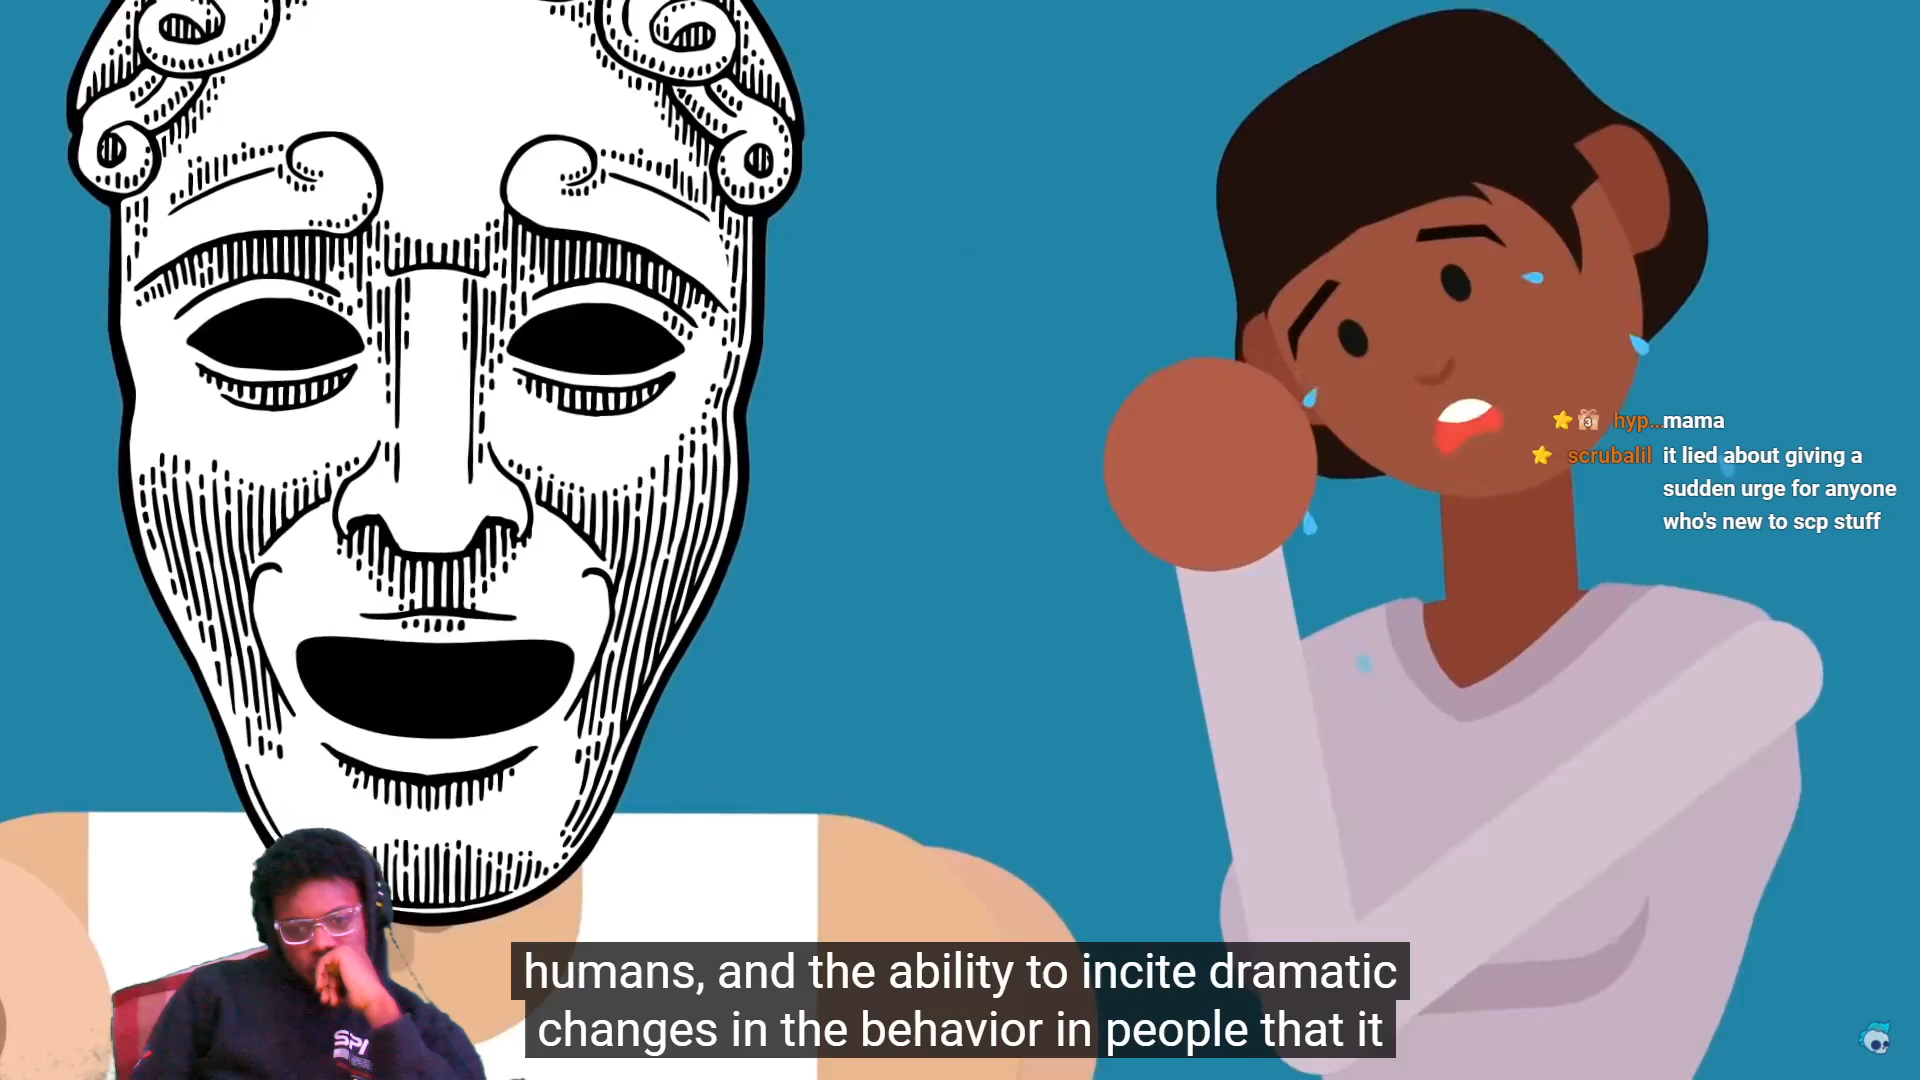 hyp...mama
scrubalil it lied about giving a
sudden urge for anyone
who's new to scp stuff
SPI
humans, and the ability to incite dramatic
changes in the behavior in people that it